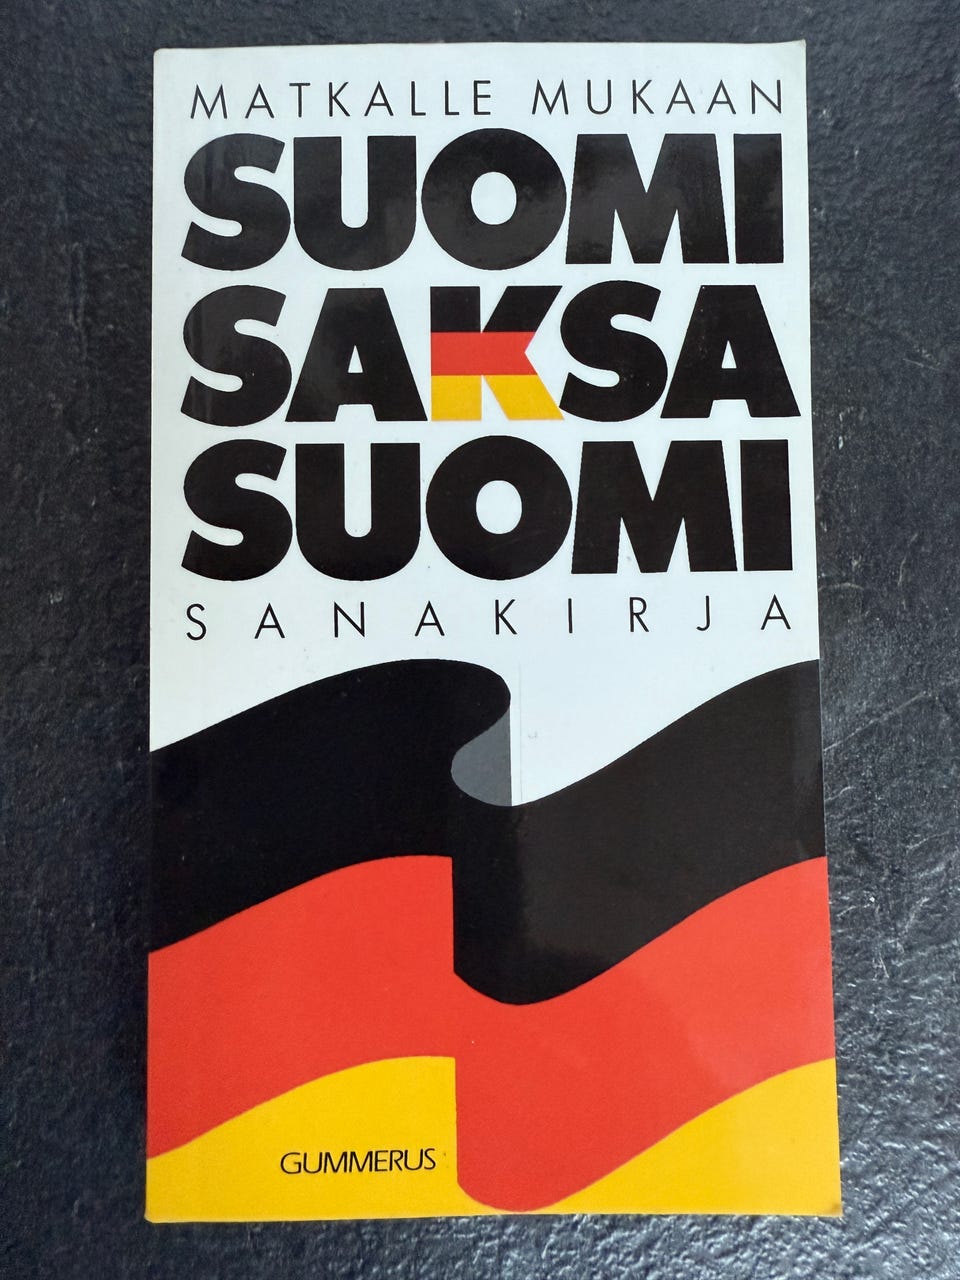 MATKALLE MUKAAN
SUOMI
SAKSA
SUOMI
SANAKIRJA
GUMMERUS